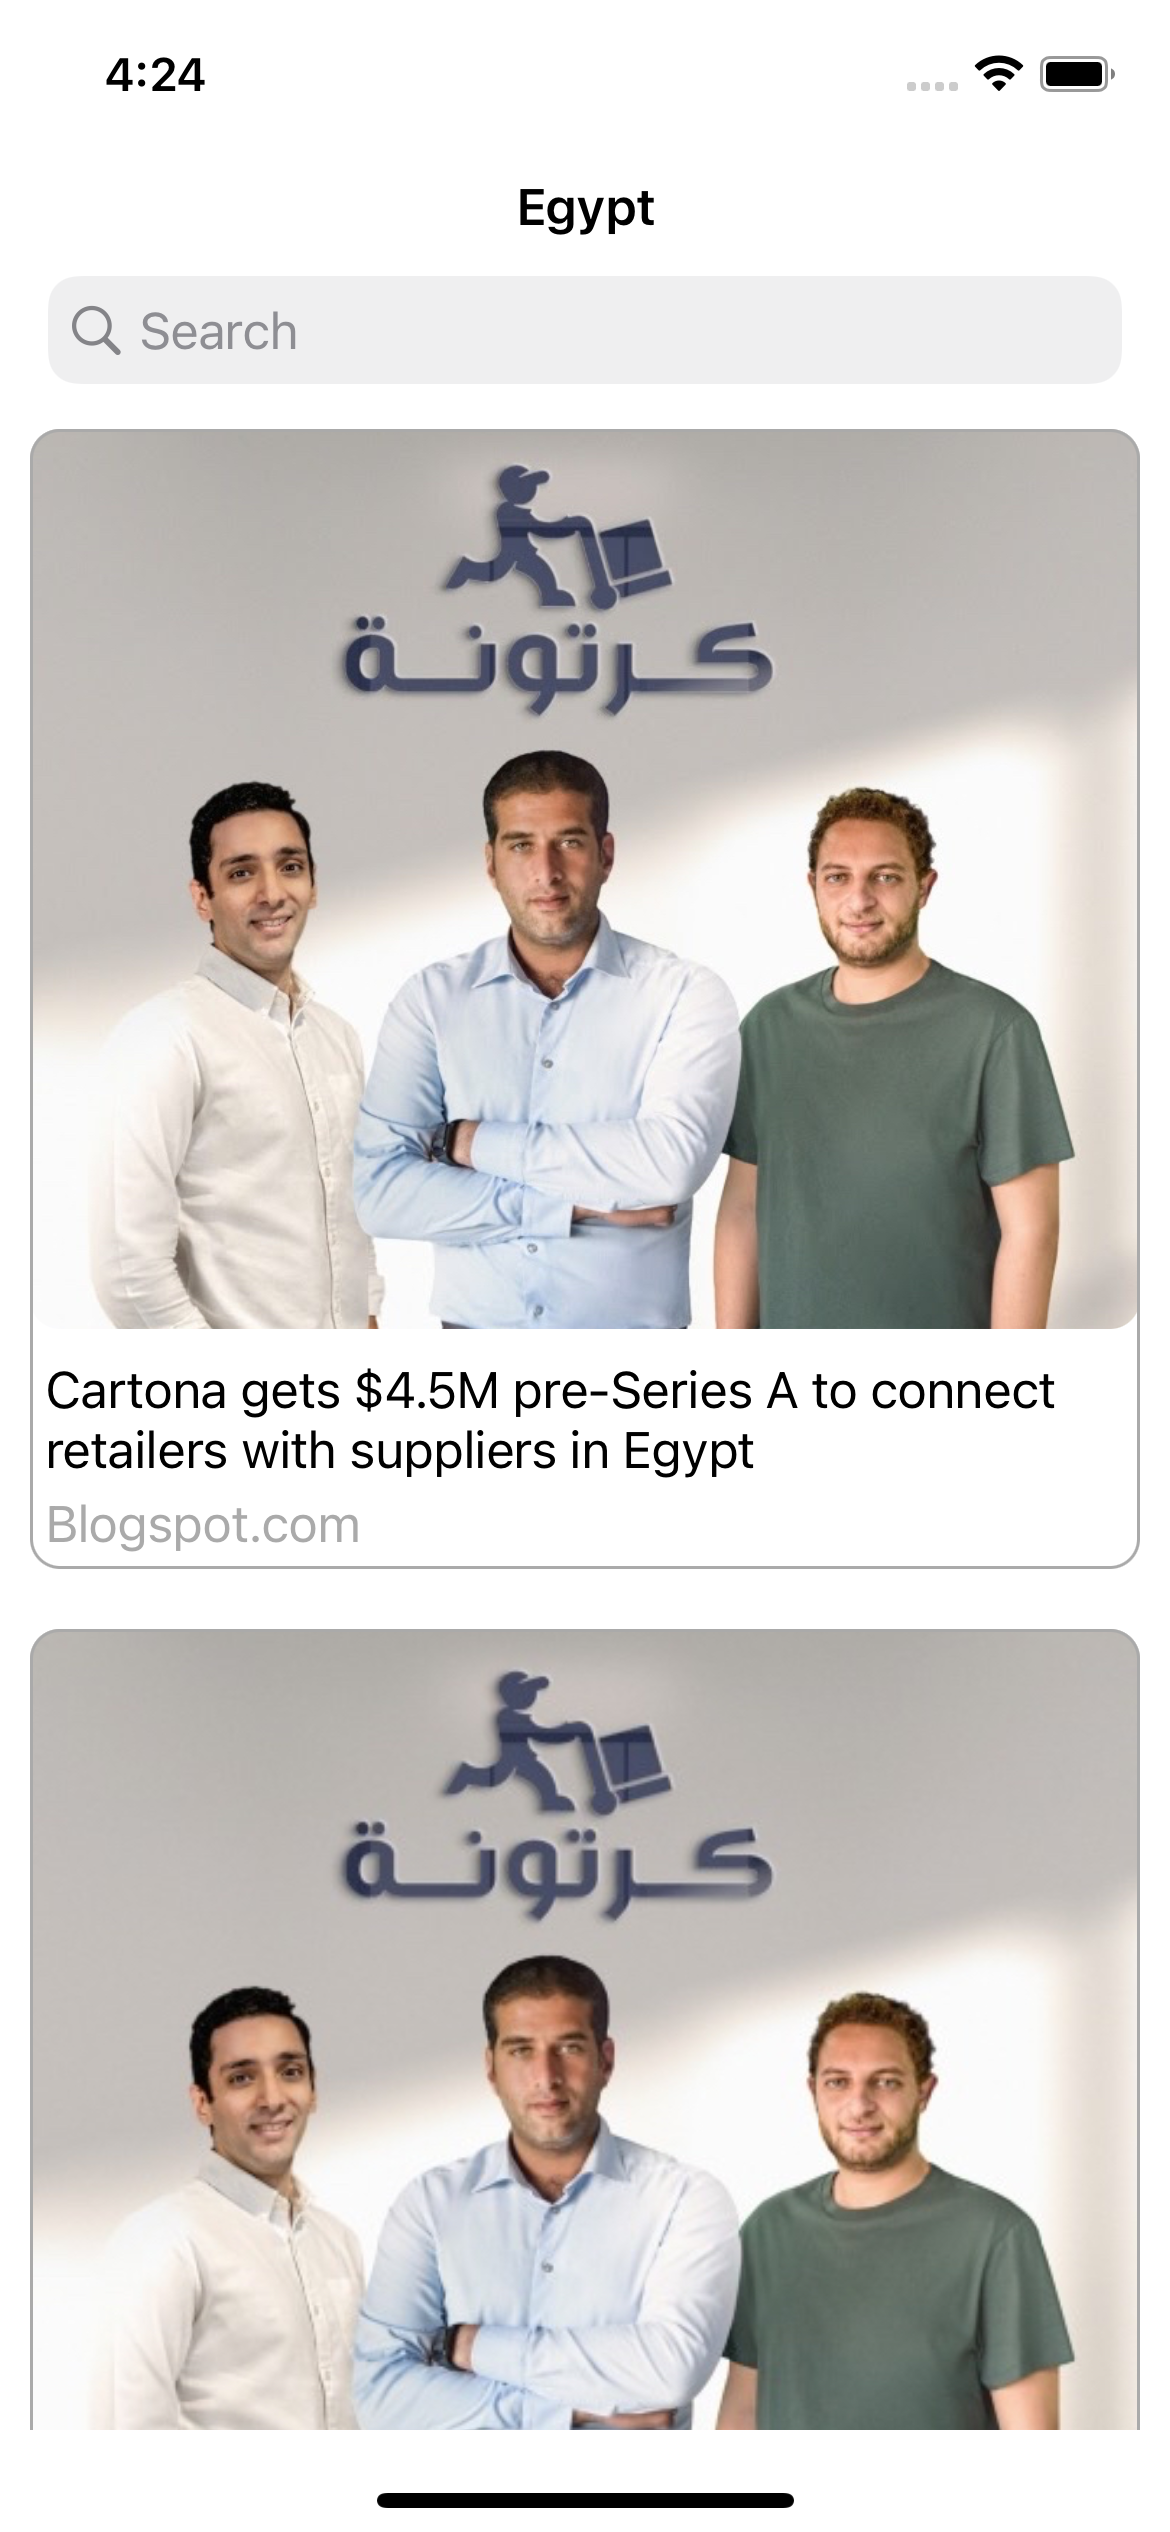 4:24
Egypt
Search
كرتونة
Cartona gets $4.5M pre-Series A to connect
retailers with suppliers in Egypt
Blogspot.com
كرتونة